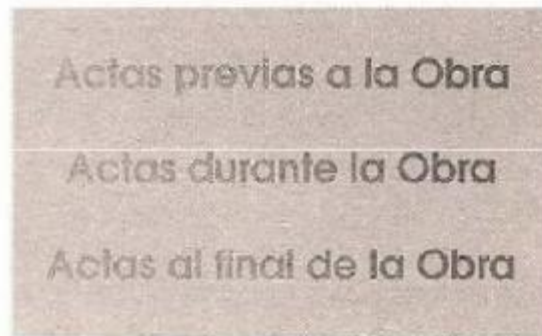 Actas previas a la Obra
Actas durante la Obra
Actas al final de la Obra